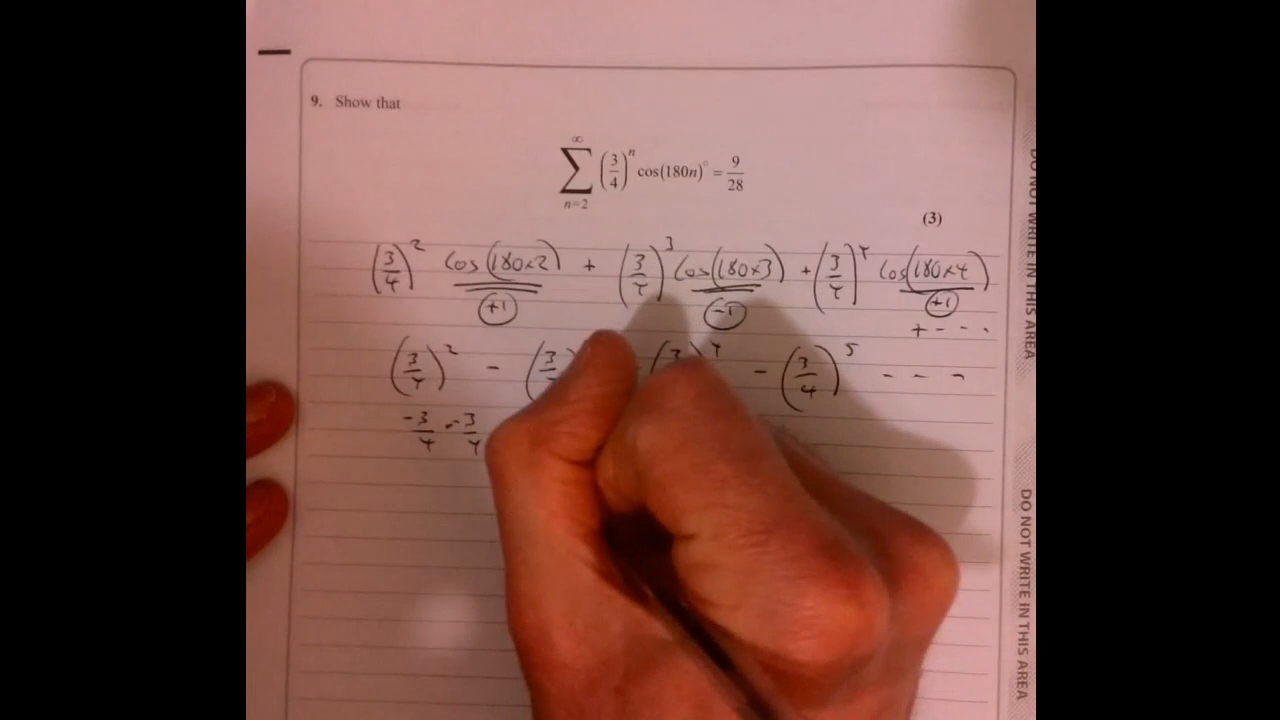 9. Show that
∞
∑ (3/4)^n cos(180n)° = 9/28
n=2
(3)
(3/4)^2 cos(180×2) + (3/4)^3 cos(180×3) + (3/4)^4 cos(180×4)
+1 -1 +1
+ - - -
(3/4)^2 - (3/ 4 - (3/4)^5 - - -
-3/4 -3/4
DO NOT WRITE IN THIS AREA
DO NOT WRITE IN THIS AREA